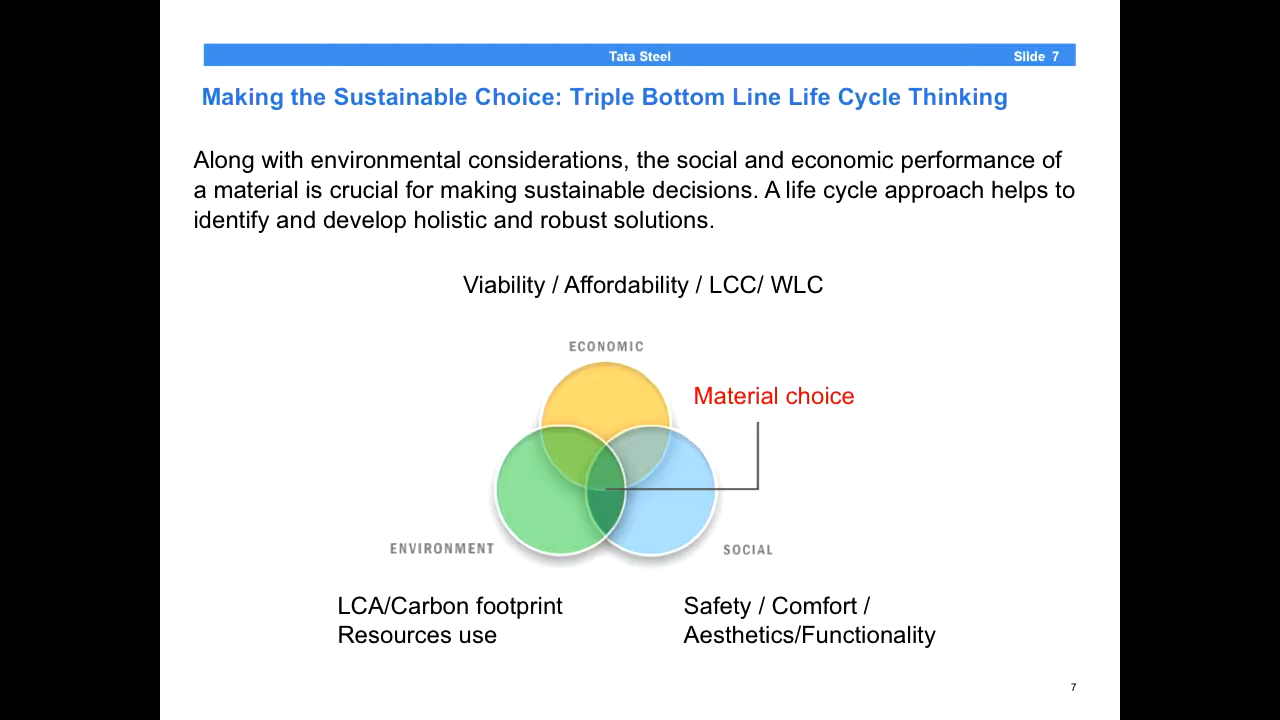 Tata Steel
Slide 7
Making the Sustainable Choice: Triple Bottom Line Life Cycle Thinking
Along with environmental considerations, the social and economic performance of
a material is crucial for making sustainable decisions. A life cycle approach helps to
identify and develop holistic and robust solutions.
Viability / Affordability / LCC/ WLC
ECONOMIC
Material choice
ENVIRONMENT
SOCIAL
LCA/Carbon footprint
Resources use
Safety / Comfort /
Aesthetics/Functionality
7